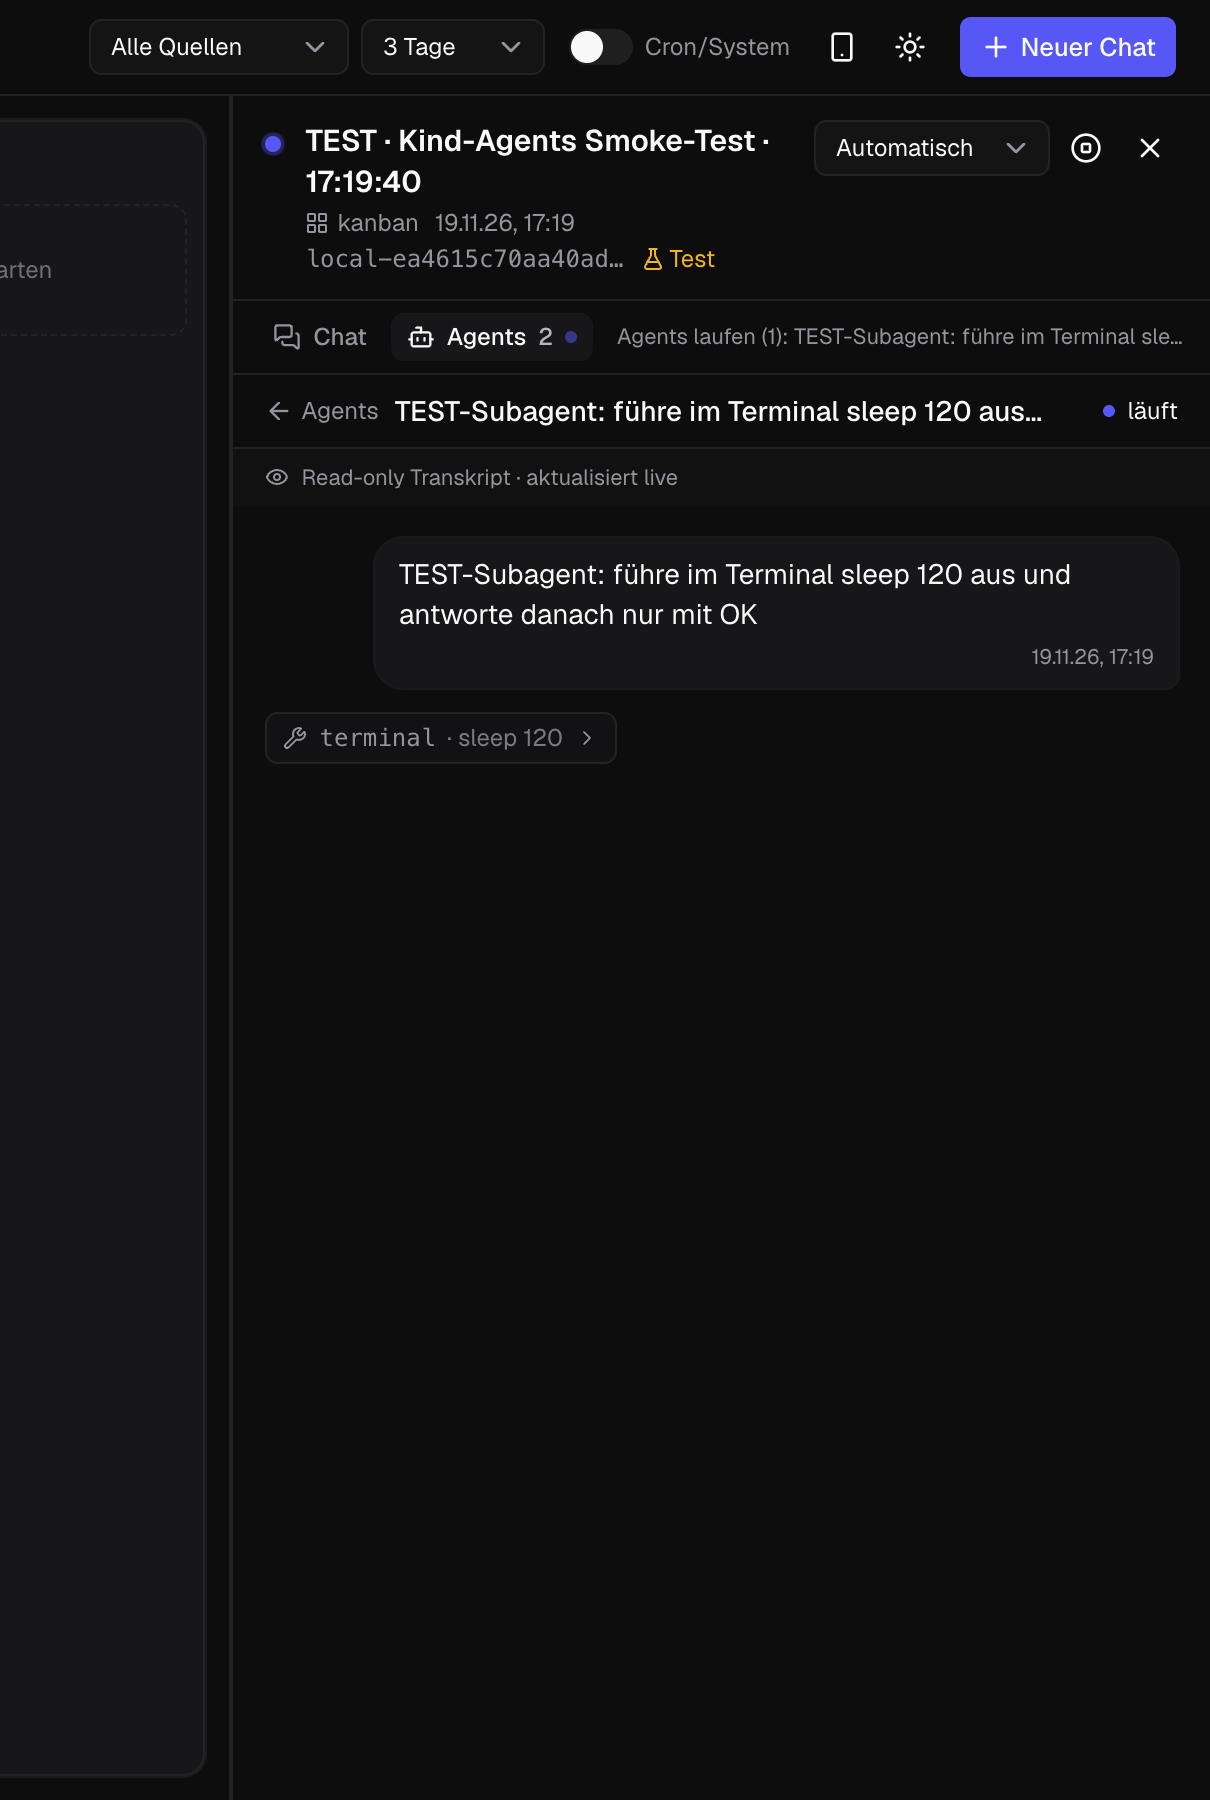 Alle Quellen
3 Tage
Cron/System
Neuer Chat
arten
TEST · Kind-Agents Smoke-Test ·
17:19:40
Automatisch
kanban 19.11.26, 17:19
local-ea4615c70aa40ad… Test
Chat
Agents 2
Agents laufen (1): TEST-Subagent: führe im Terminal sle…
Agents
TEST-Subagent: führe im Terminal sleep 120 aus…
läuft
Read-only Transkript · aktualisiert live
TEST-Subagent: führe im Terminal sleep 120 aus und
antworte danach nur mit OK
19.11.26, 17:19
terminal · sleep 120